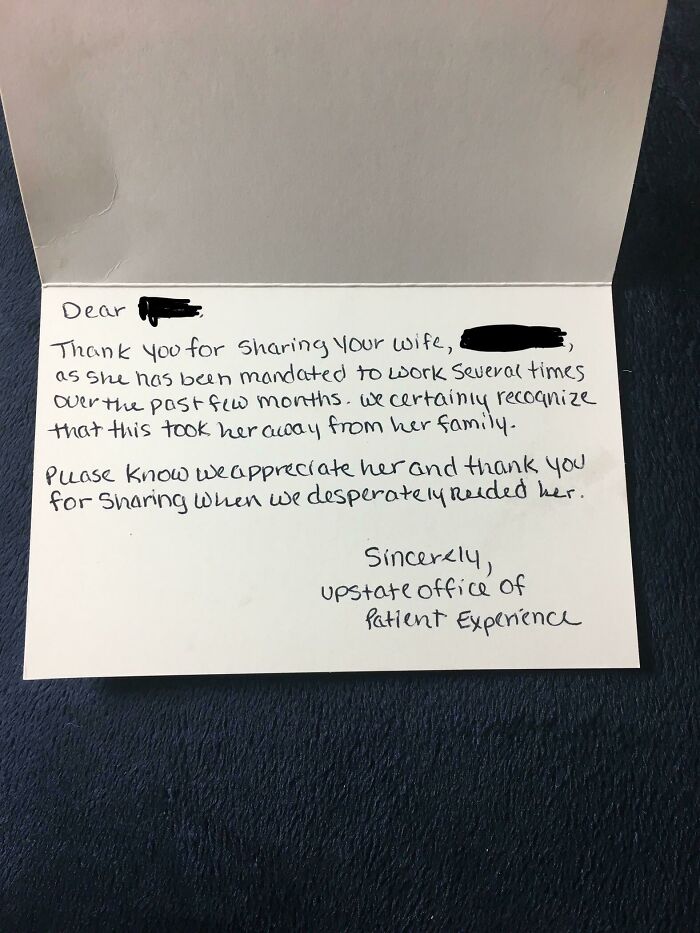 Dear
Thank you for sharing your wife, ,
as she has been mandated to work several times
over the past few months. We certainly recognize
that this took her away from her family.
Please know we appreciate her and thank you
for sharing when we desperately needed her.
Sincerely,
upstate office of
Patient Experience